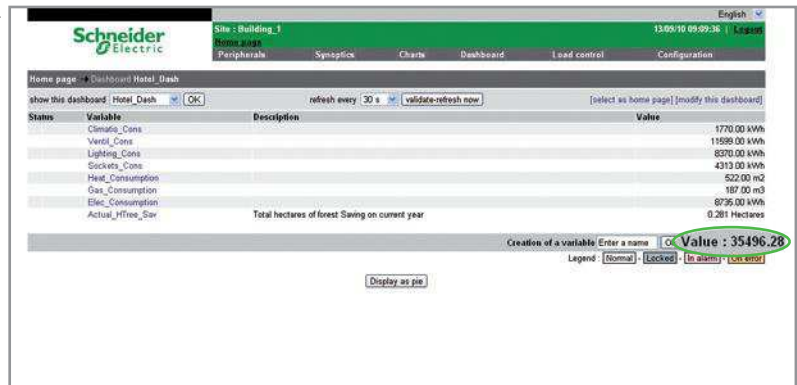 English
Schneider
Electric
Site : Building_1
13/09/10 09:09:36 | Logout
Home page
Peripherals Synoptics Charts Dashboard Load control Configuration
Home page Dashboard Hotel_Dash
show this dashboard Hotel_Dash OK refresh every 30 s validate-refresh now [select as home page] [modify this dashboard]
Status Variable Description Value
Climatio_Cons 1770.00 kWh
Ventil_Cons 11599.00 kWh
Lighting_Cons 8370.00 kWh
Sockets_Cons 4313.00 kWh
Heat_Consumption 522.00 m2
Gas_Consumption 187.00 m3
Elec_Consumption 8735.00 kWh
Actual_HTree_Sav Total hectares of forest Saving on current year 0.281 Hectares
Creation of a variable Enter a name Value : 35496.28
Legend : Normal - Locked - In alarm - On error
Display as pie